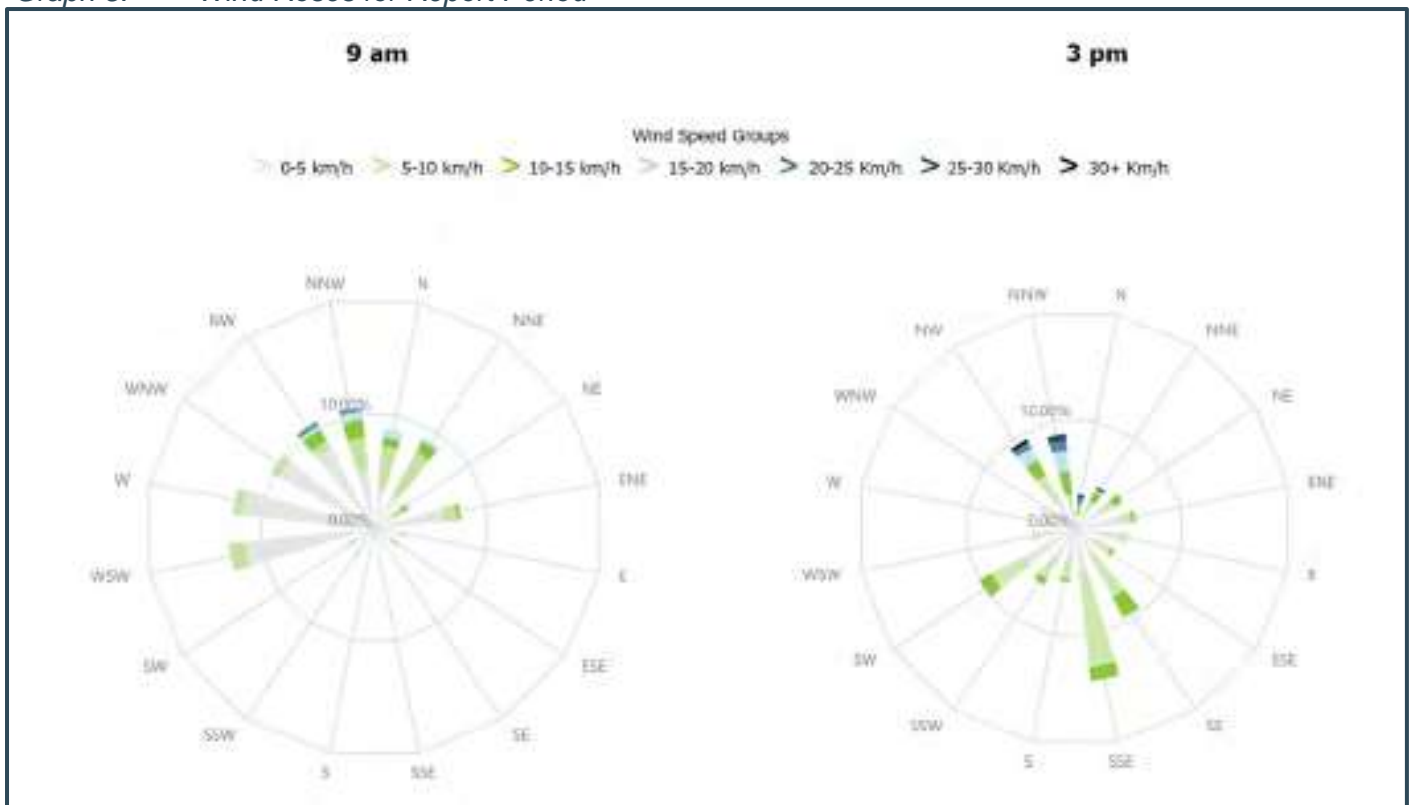 9 am
3 pm
Wind Speed Groups
0-5 km/h
5-10 km/h
10-15 km/h
15-20 km/h
20-25 Km/h
25-30 Km/h
30+ Km/h
NNW
N
NNE
NE
ENE
E
ESE
SE
SSE
S
SSW
SW
WSW
W
WNW
NW
10.00%
0.00%
NNW
N
NNE
NE
ENE
E
ESE
SE
SSE
S
SSW
SW
WSW
W
WNW
NW
10.00%
0.00%